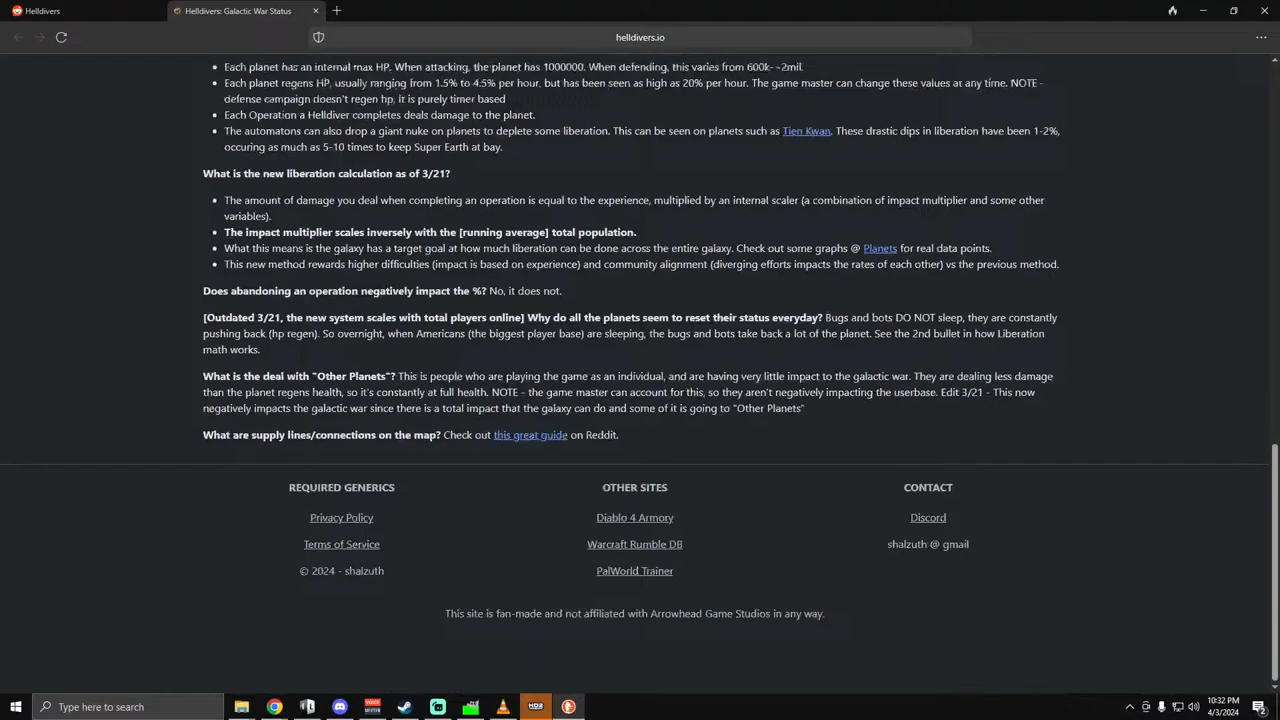 Helldivers
Helldivers: Galactic War Status
helldivers.io
Each planet has an internal max HP. When attacking, the planet has 1000000. When defending, this varies from 600k-~2mil.
Each planet regens HP, usually ranging from 1.5% to 4.5% per hour, but has been seen as high as 20% per hour. The game master can change these values at any time. NOTE -
defense campaign doesn't regen hp, it is purely timer based
Each Operation a Helldiver completes deals damage to the planet.
The automatons can also drop a giant nuke on planets to deplete some liberation. This can be seen on planets such as Tien Kwan. These drastic dips in liberation have been 1-2%,
occuring as much as 5-10 times to keep Super Earth at bay.
What is the new liberation calculation as of 3/21?
The amount of damage you deal when completing an operation is equal to the experience, multiplied by an internal scaler (a combination of impact multiplier and some other
variables).
The impact multiplier scales inversely with the [running average] total population.
What this means is the galaxy has a target goal at how much liberation can be done across the entire galaxy. Check out some graphs @ Planets for real data points.
This new method rewards higher difficulties (impact is based on experience) and community alignment (diverging efforts impacts the rates of each other) vs the previous method.
Does abandoning an operation negatively impact the %? No, it does not.
[Outdated 3/21, the new system scales with total players online] Why do all the planets seem to reset their status everyday? Bugs and bots DO NOT sleep, they are constantly
pushing back (hp regen). So overnight, when Americans (the biggest player base) are sleeping, the bugs and bots take back a lot of the planet. See the 2nd bullet in how Liberation
math works.
What is the deal with "Other Planets"? This is people who are playing the game as an individual, and are having very little impact to the galactic war. They are dealing less damage
than the planet regens health, so it's constantly at full health. NOTE - the game master can account for this, so they aren't negatively impacting the userbase. Edit 3/21 - This now
negatively impacts the galactic war since there is a total impact that the galaxy can do and some of it is going to "Other Planets"
What are supply lines/connections on the map? Check out this great guide on Reddit.
REQUIRED GENERICS
Privacy Policy
Terms of Service
© 2024 - shalzuth
OTHER SITES
Diablo 4 Armory
Warcraft Rumble DB
PalWorld Trainer
CONTACT
Discord
shalzuth @ gmail
This site is fan-made and not affiliated with Arrowhead Game Studios in any way.
Type here to search
HD2
10:32 PM
4/3/2024
2